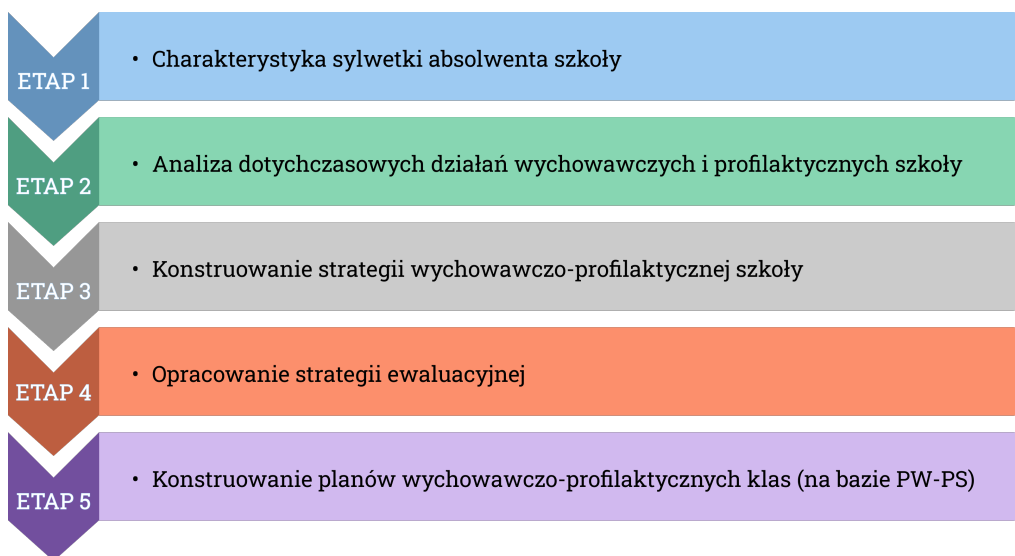 ETAP 1
• Charakterystyka sylwetki absolwenta szkoły
ETAP 2
• Analiza dotychczasowych działań wychowawczych i profilaktycznych szkoły
ETAP 3
• Konstruowanie strategii wychowawczo-profilaktycznej szkoły
ETAP 4
• Opracowanie strategii ewaluacyjnej
ETAP 5
• Konstruowanie planów wychowawczo-profilaktycznych klas (na bazie PW-PS)